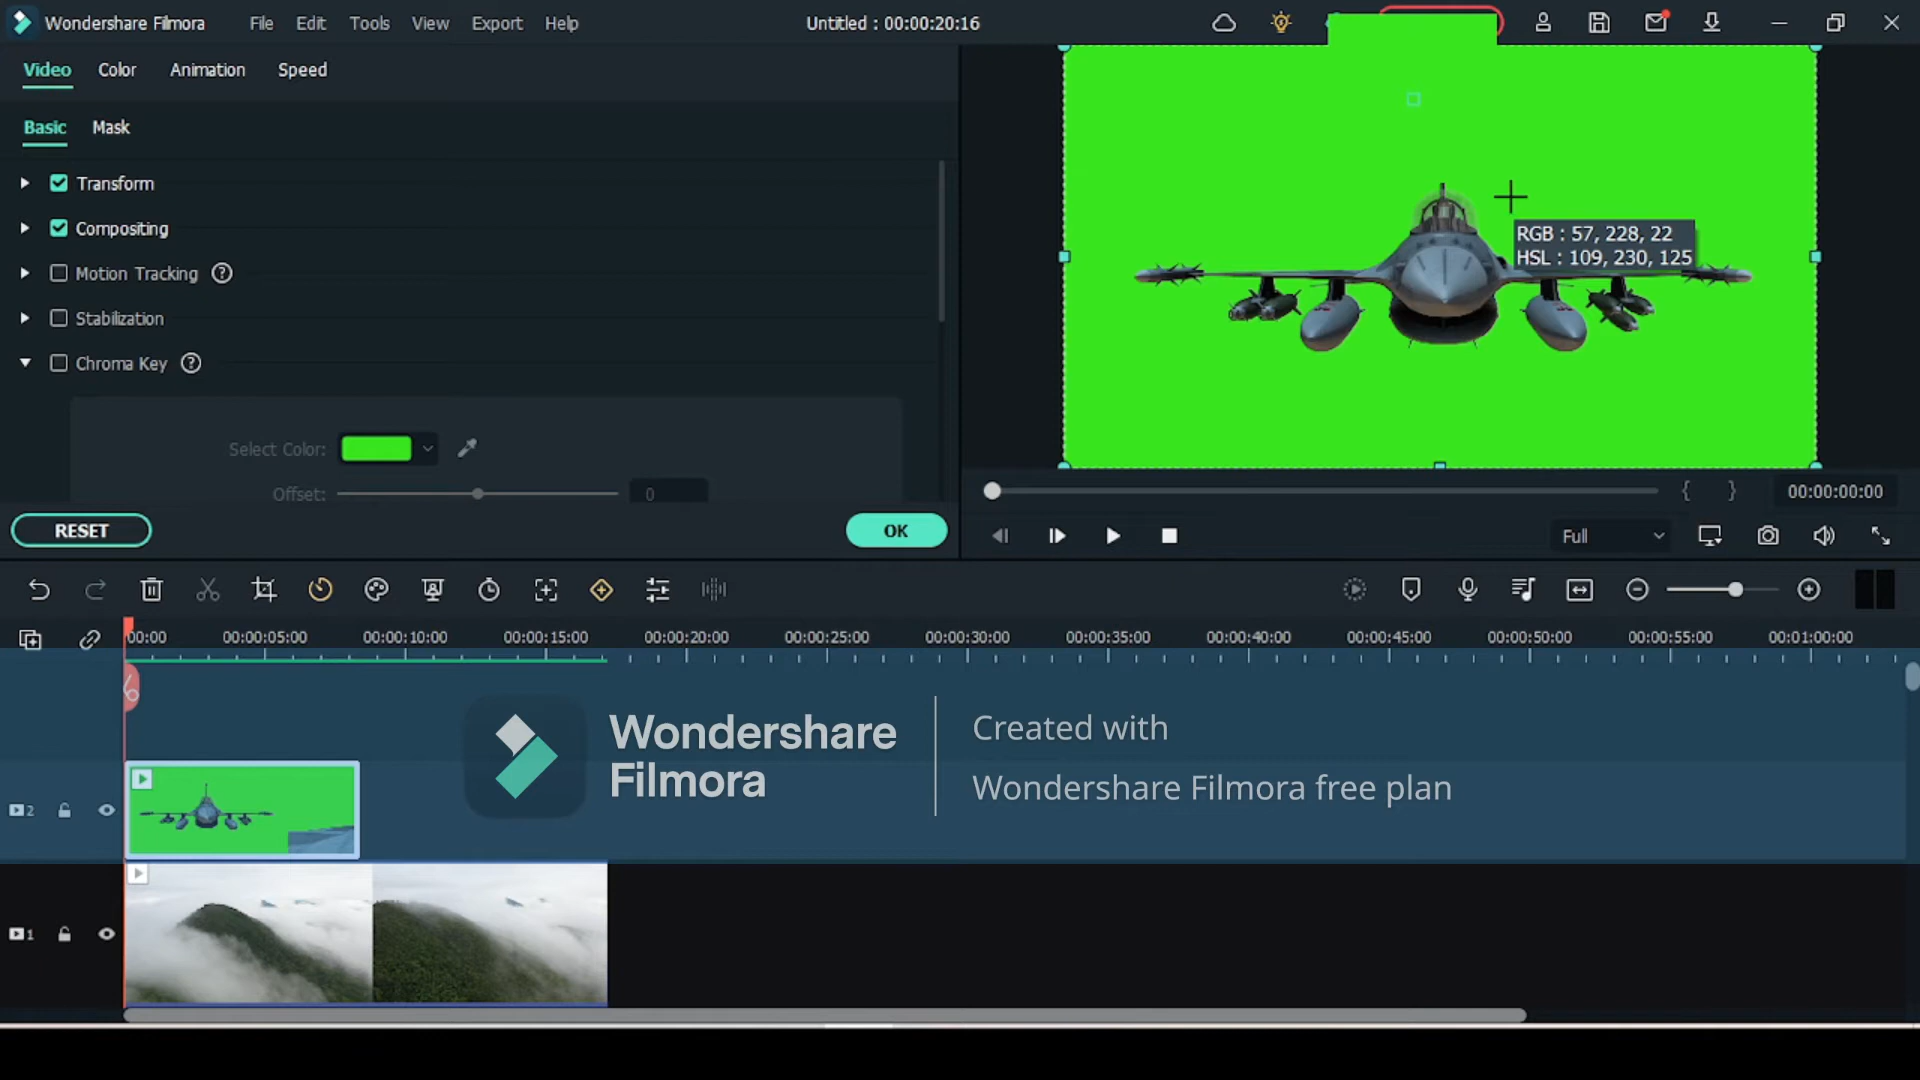 Wondershare Filmora File Edit Tools View Export Help Untitled : 00:00:20:16
Video Color Animation Speed
Basic Mask
Transform
Compositing
Motion Tracking ?
Stabilization
Chroma Key ?
Select Color:
Offset: 0
RESET OK
RGB : 57, 228, 22
HSL : 109, 230, 125
{ } 00:00:00:00
Full
00:00 00:00:05:00 00:00:10:00 00:00:15:00 00:00:20:00 00:00:25:00 00:00:30:00 00:00:35:00 00:00:40:00 00:00:45:00 00:00:50:00 00:00:55:00 00:01:00:00
Wondershare
Filmora
Created with
Wondershare Filmora free plan
2
1